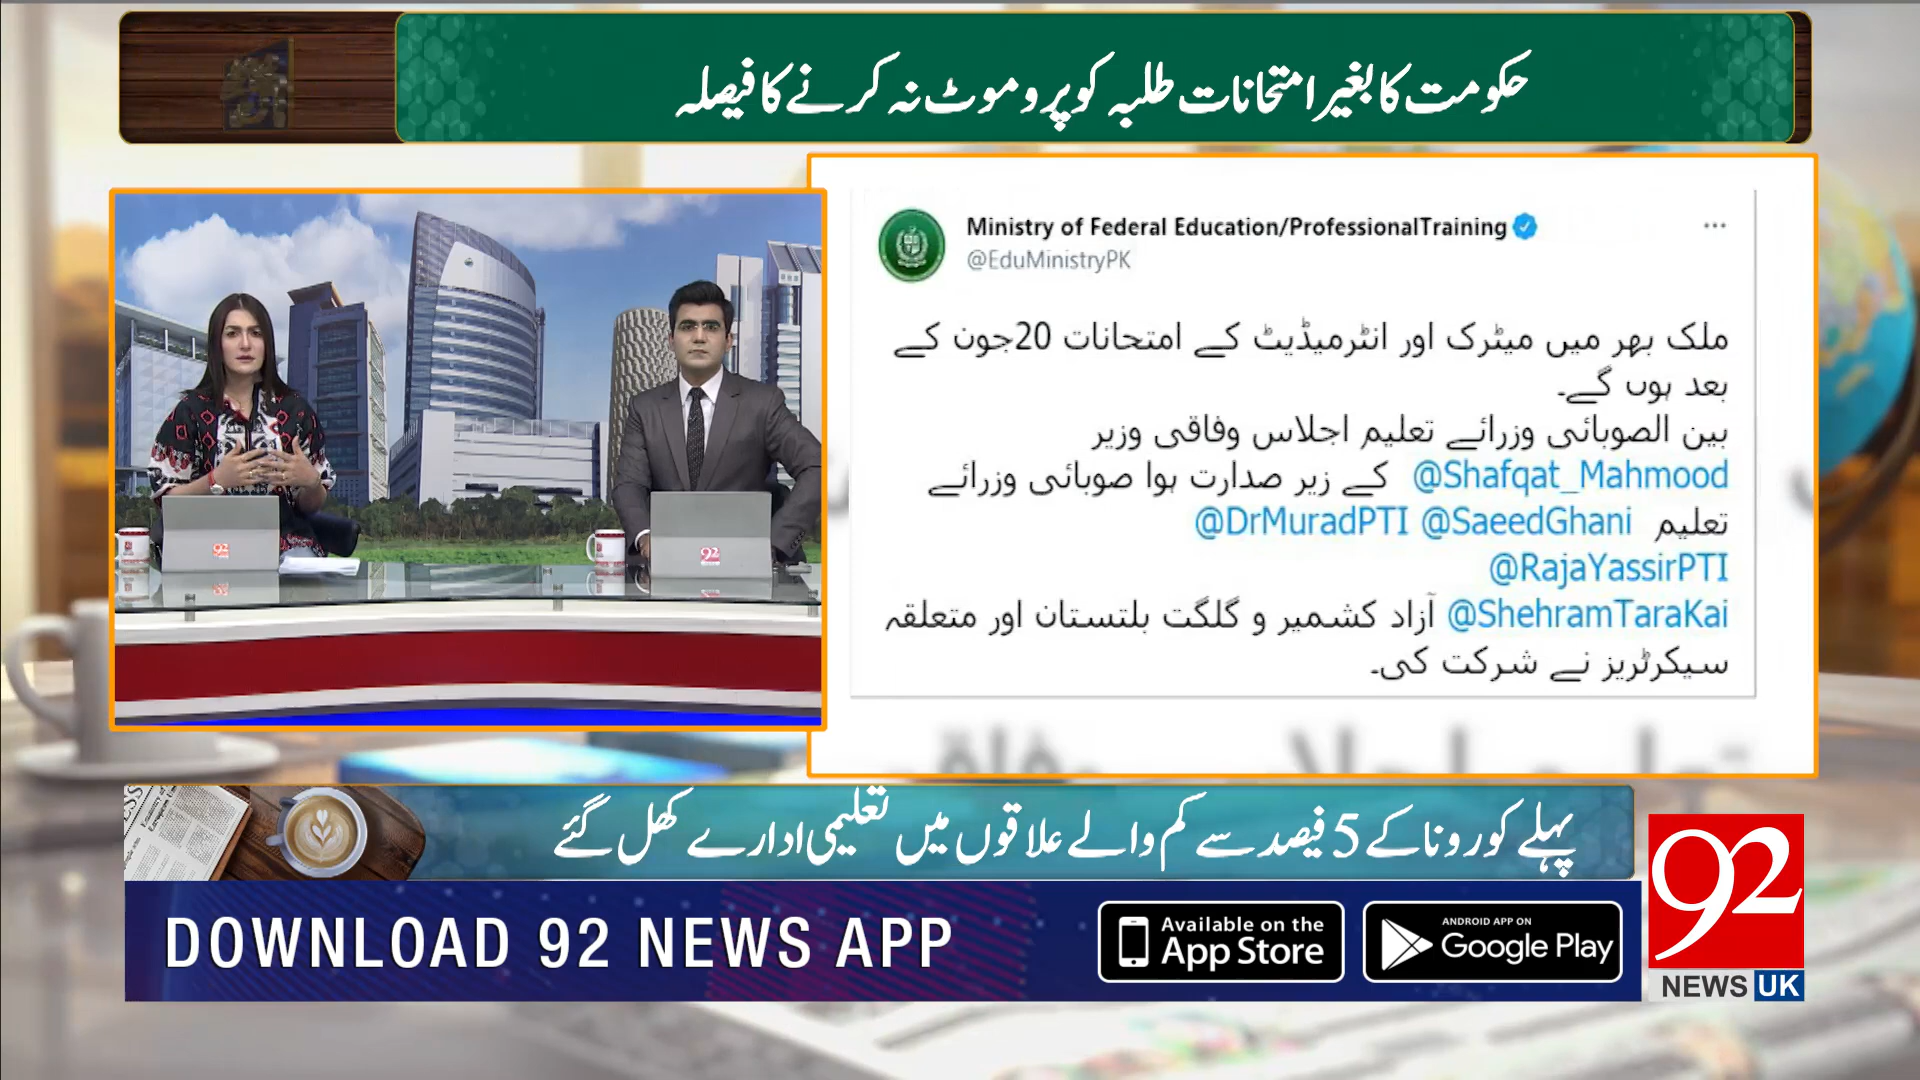 حکومت کا بغیر امتحانات طلبہ کو پروموٹ نہ کرنے کا فیصلہ
Ministry of Federal Education/ProfessionalTraining
@EduMinistryPK
ملک بھر میں میٹرک اور انٹرمیڈیٹ کے امتحانات 20جون کے
بعد ہوں گے۔
بین الصوبائی وزرائے تعلیم اجلاس وفاقی وزیر
@Shafqat_Mahmood کے زیر صدارت ہوا صوبائی وزرائے
تعلیم @DrMuradPTI @SaeedGhani
@RajaYassirPTI
@ShehramTaraKai آزاد کشمیر و گلگت بلتستان اور متعلقہ
سیکرٹریز نے شرکت کی۔
92
92
پہلے کورونا کے 5 فیصد سے کم والے علاقوں میں تعلیمی ادارے کھل گئے
DOWNLOAD 92 NEWS APP
Available on the
App Store
ANDROID APP ON
Google Play
92
NEWS UK